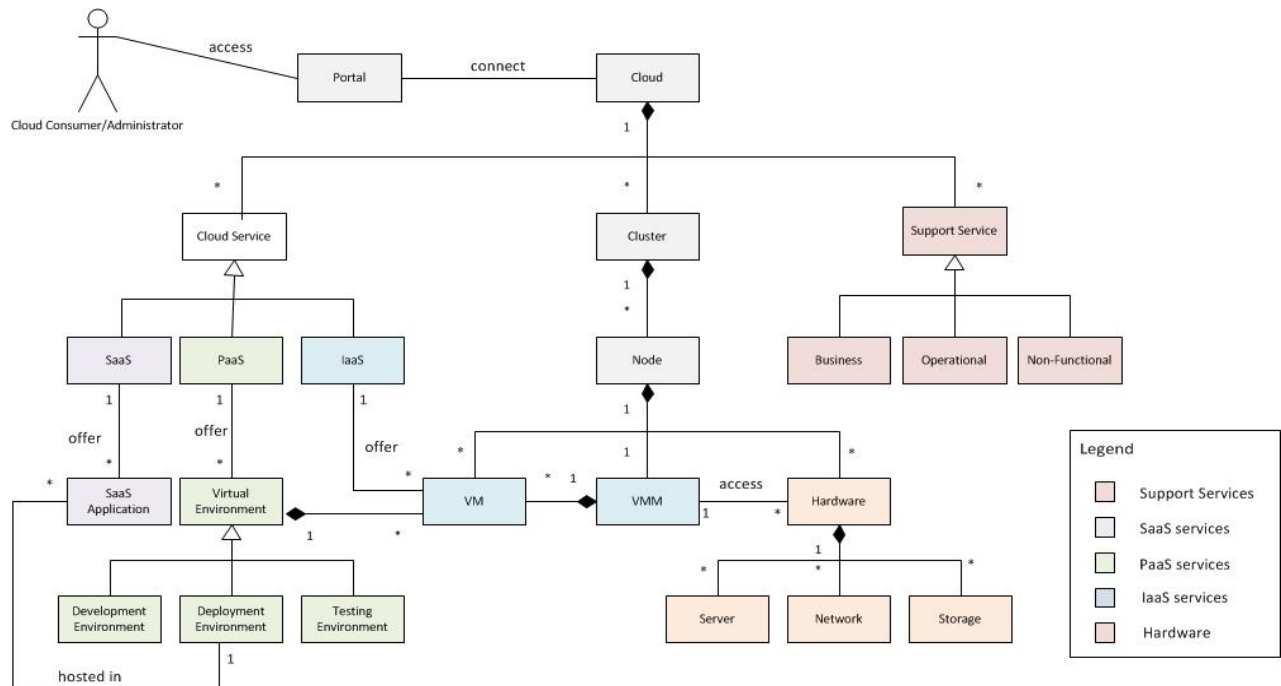 access
connect
Portal
Cloud
Cloud Consumer/Administrator
1
* * *
Cloud Service
Cluster
Support Service
1
*
SaaS
PaaS
IaaS
Node
Business
Operational
Non-Functional
1 1 1 1
offer offer offer
* * * * * 1 *
Legend
SaaS
Application
Virtual
Environment
VM
* 1
VMM
access
1 *
Hardware
1 *
1
* * *
Development
Environment
Deployment
Environment
Testing
Environment
Server
Network
Storage
1
hosted in
Support Services
SaaS services
PaaS services
IaaS services
Hardware